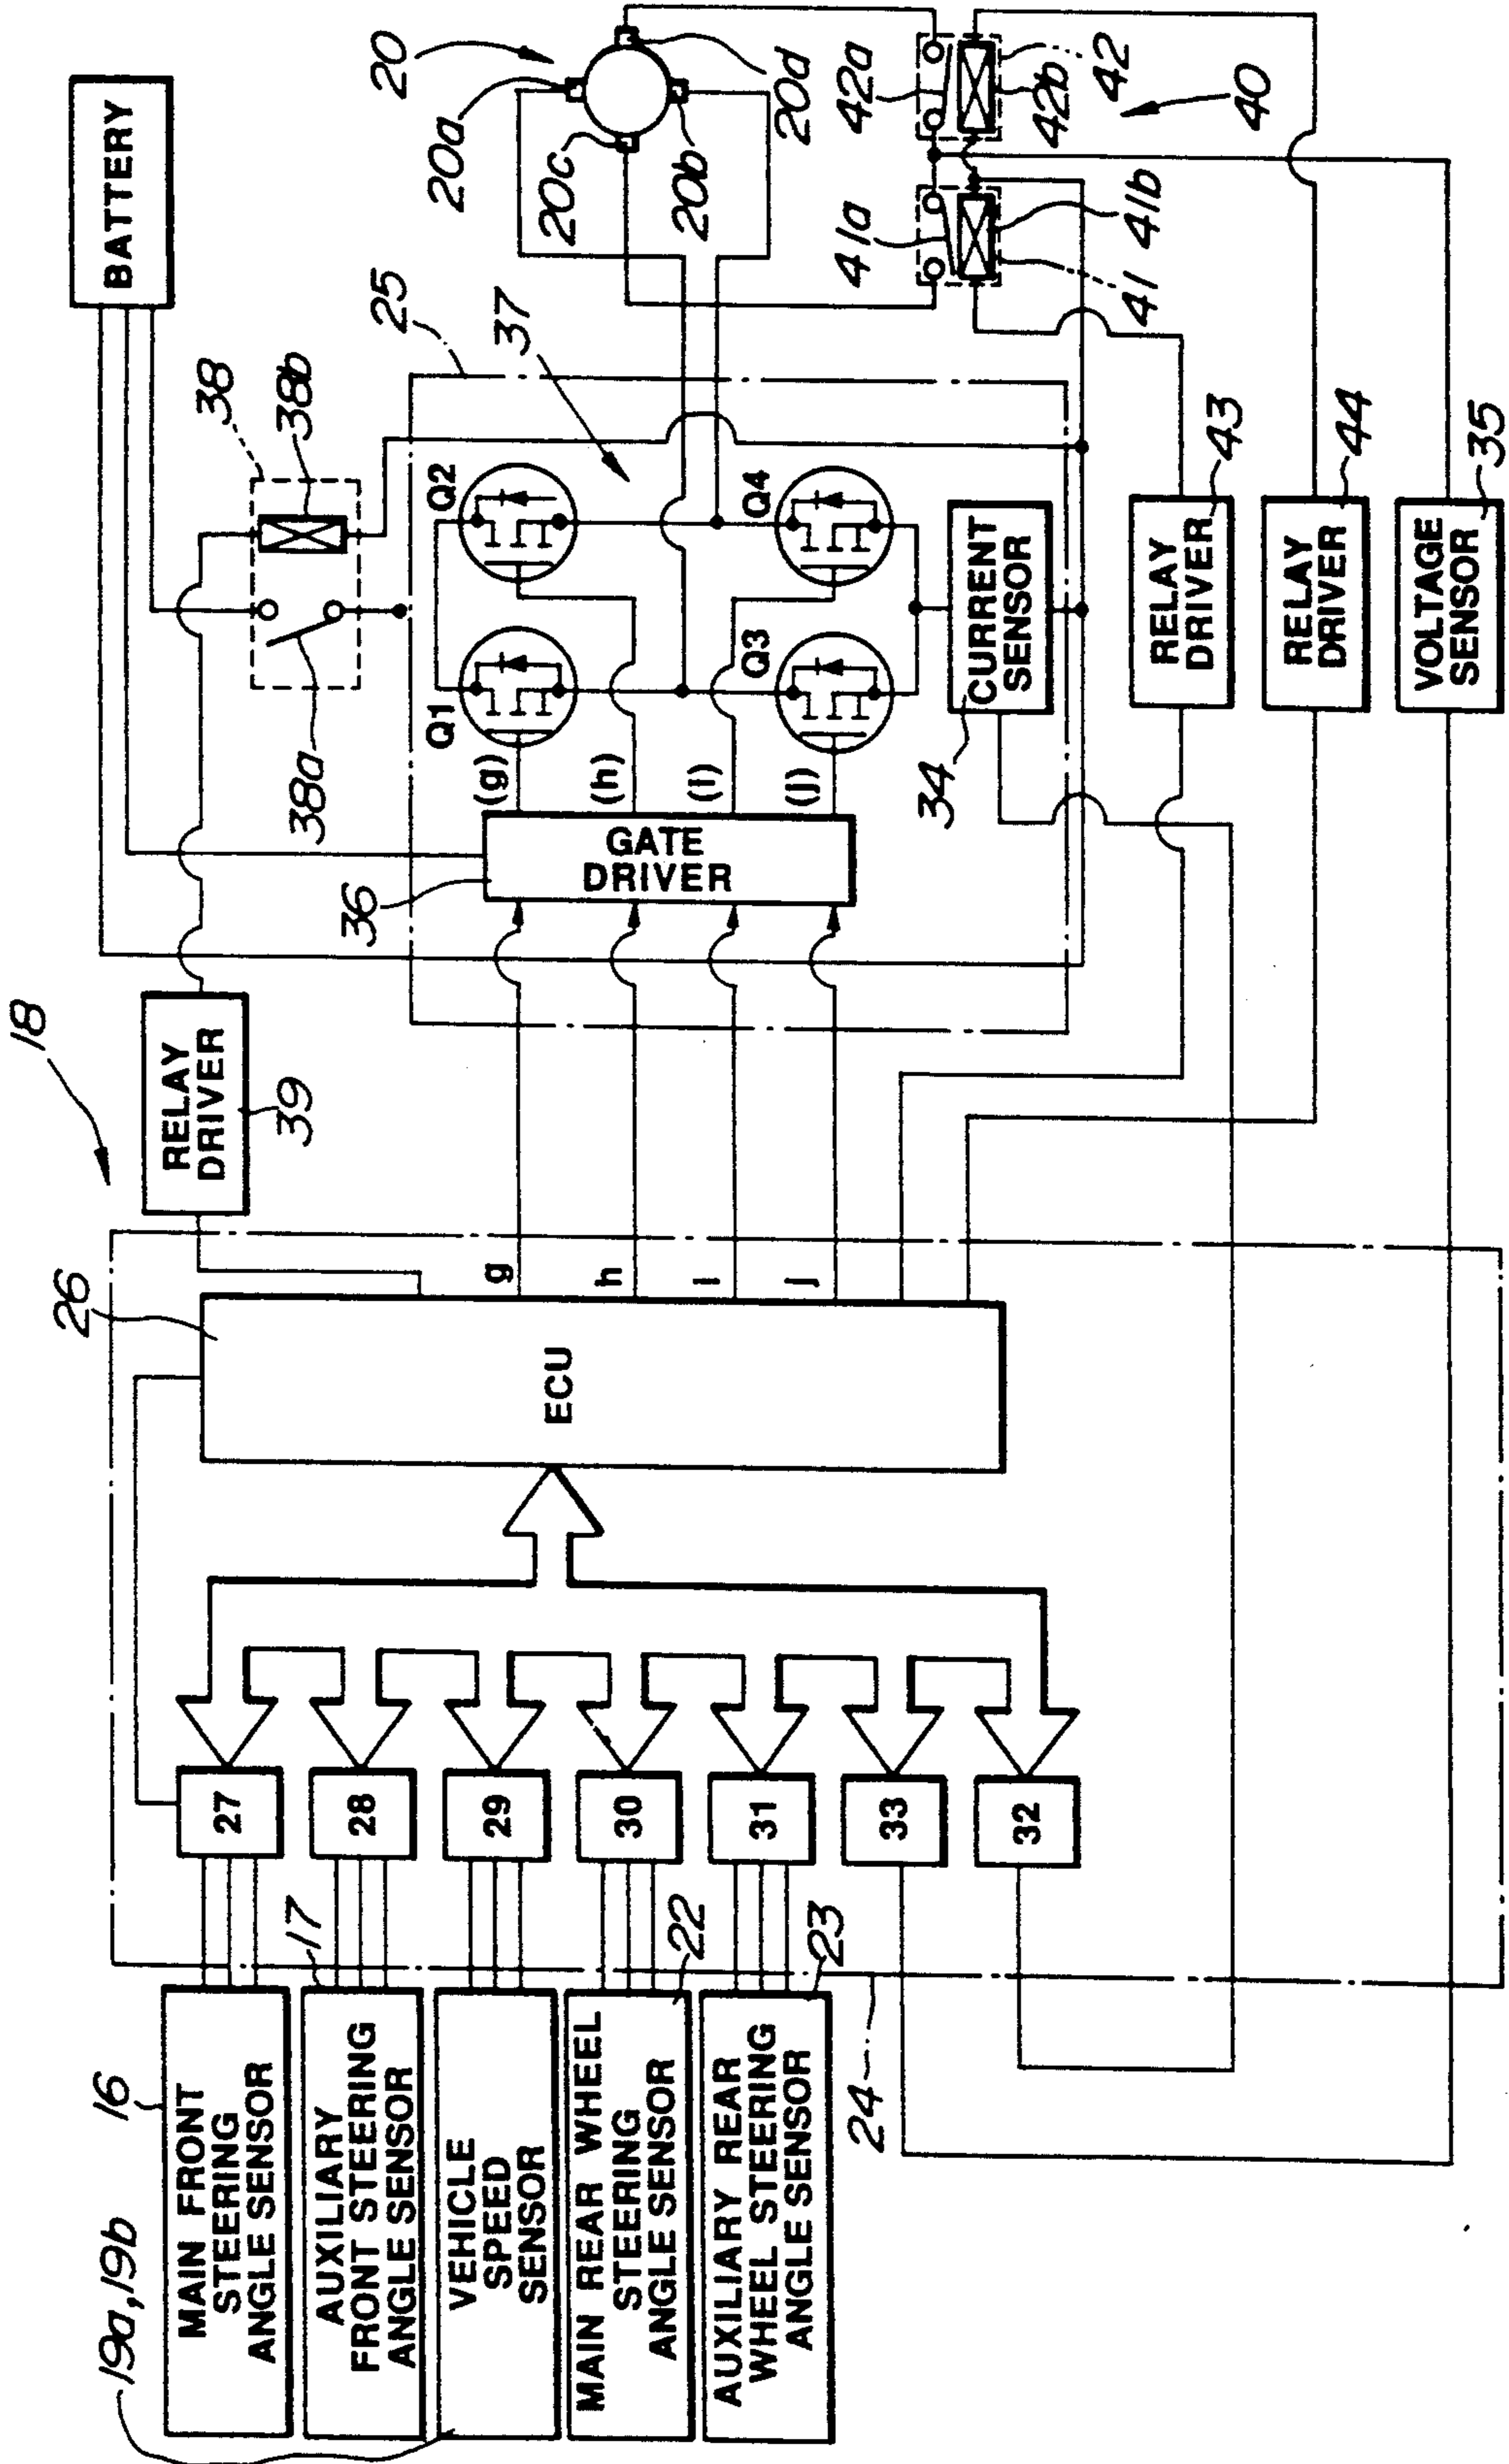 18
26
16
19a, 19b
MAIN FRONT
STEERING
ANGLE SENSOR
17
AUXILIARY
FRONT STEERING
ANGLE SENSOR
VEHICLE
SPEED
SENSOR
22
MAIN REAR WHEEL
STEERING
ANGLE SENSOR
23
AUXILIARY REAR
WHEEL STEERING
ANGLE SENSOR
24
27
28
29
30
31
33
32
ECU
g
h
i
j
RELAY
DRIVER
39
BATTERY
38
38b
38a
25
36
GATE
DRIVER
(g)
(h)
(i)
(j)
Q1
Q2
Q3
Q4
37
34
CURRENT
SENSOR
20
20a
20c
20b
20d
41a
42a
41
41b
42b
42
40
RELAY
DRIVER
43
RELAY
DRIVER
44
VOLTAGE
SENSOR
35